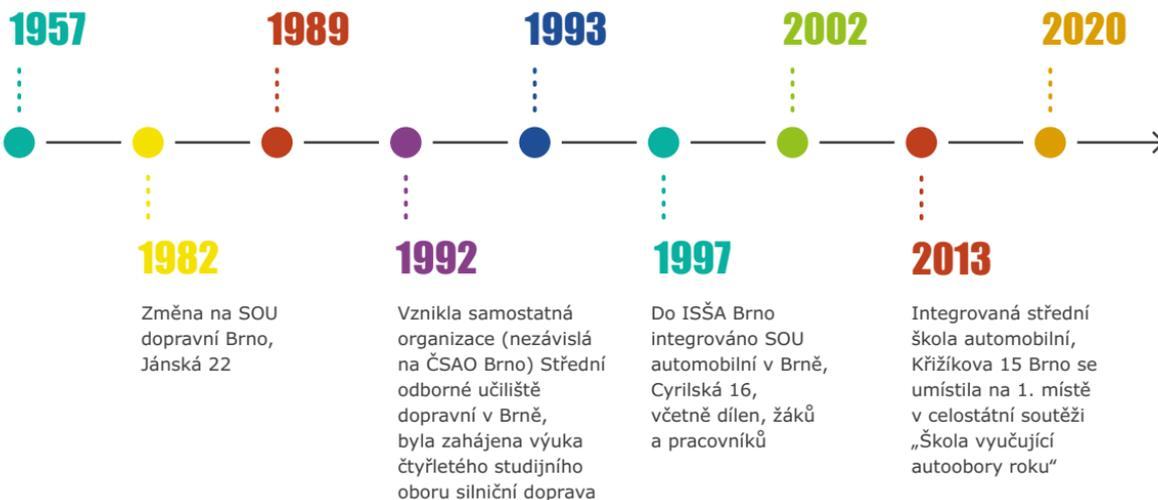 1957
1989
1993
2002
2020
1982
Změna na SOU
dopravní Brno,
Jánská 22
1992
Vznikla samostatná
organizace (nezávislá
na ČSAO Brno) Střední
odborné učiliště
dopravní v Brně,
byla zahájena výuka
čtyřletého studijního
oboru silniční doprava
1997
Do ISŠA Brno
integrováno SOU
automobilní v Brně,
Cyrilská 16,
včetně dílen, žáků
a pracovníků
2013
Integrovaná střední
škola automobilní,
Křižíkova 15 Brno se
umístila na 1. místě
v celostátní soutěži
„Škola vyučující
autoobory roku“